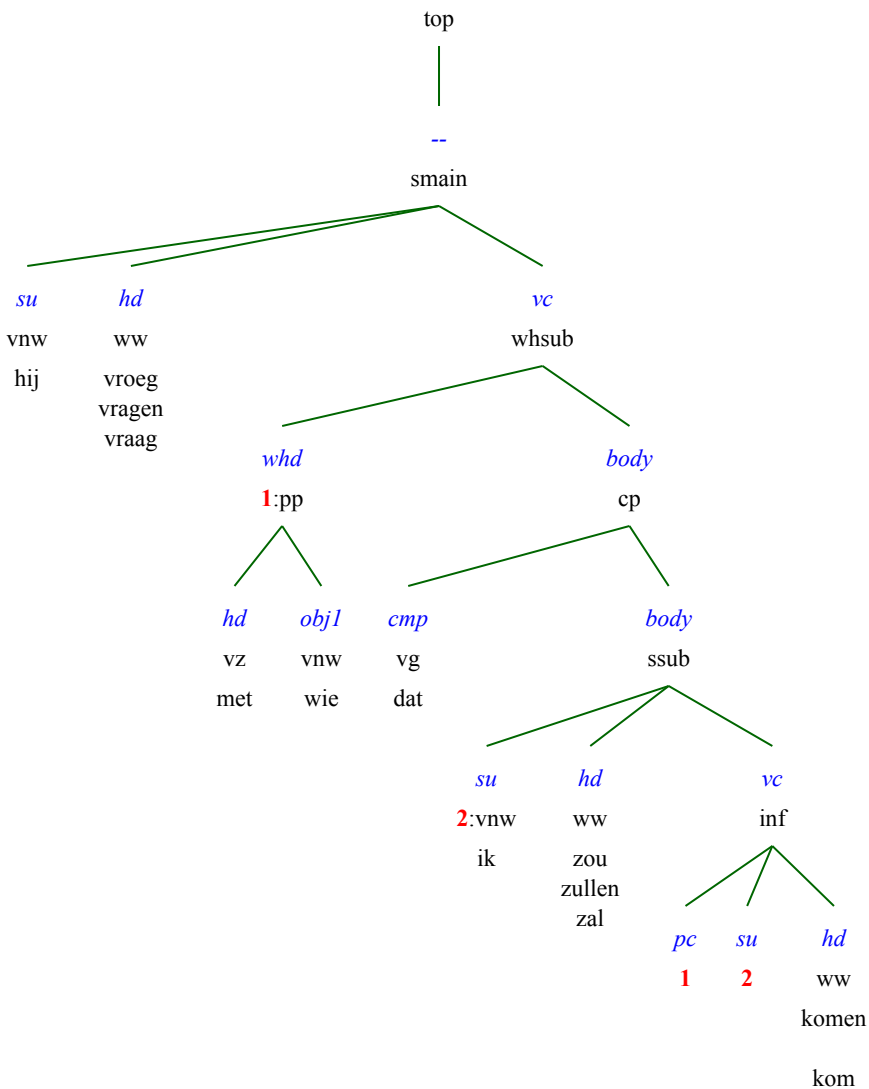 top
--
smain
su hd vc
vnw ww whsub
hij vroeg
vragen
vraag
whd body
1:pp cp
hd obj1 cmp body
vz vnw vg ssub
met wie dat
su hd vc
2:vnw ww inf
ik zou
zullen
zal
pc su hd
1 2 ww
komen
kom